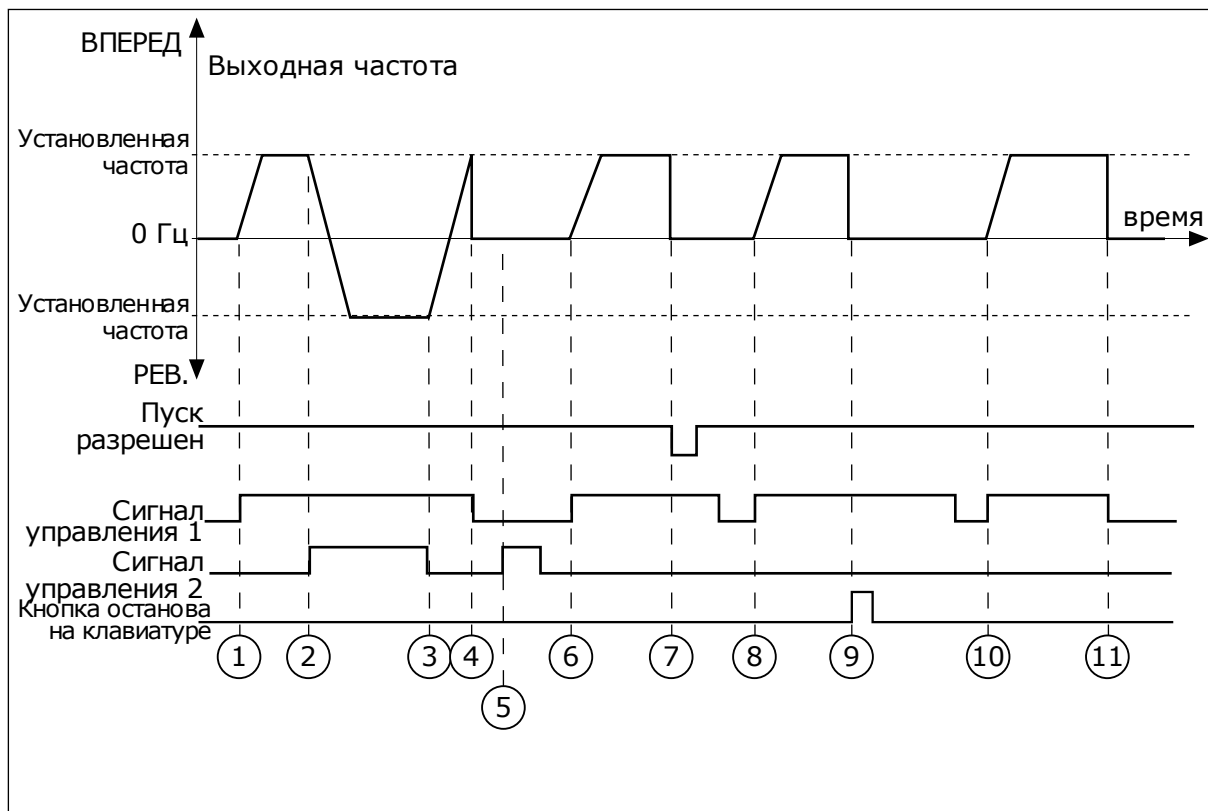 ВПЕРЕД
Выходная частота
Установленная
частота
0 Гц
время
Установленная
частота
РЕВ.
Пуск
разрешен
Сигнал
управления 1
Сигнал
управления 2
Кнопка останова
на клавиатуре
1 2 3 4 6 7 8 9 10 11
5